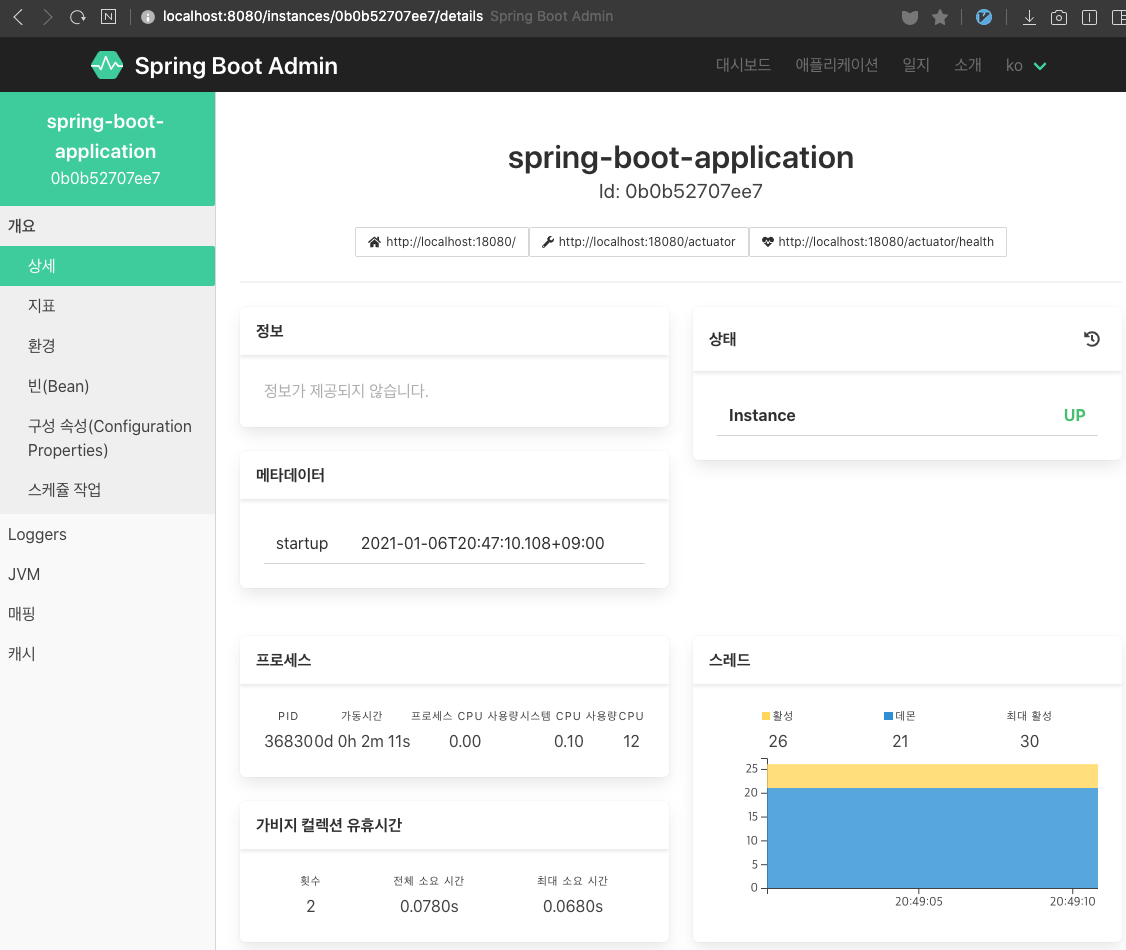 localhost:8080/instances/0b0b52707ee7/details Spring Boot Admin
Spring Boot Admin
대시보드 애플리케이션 일지 소개 ko
spring-boot-
application
0b0b52707ee7
개요
상세
지표
환경
빈(Bean)
구성 속성(Configuration
Properties)
스케쥴 작업
Loggers
JVM
매핑
캐시
spring-boot-application
Id: 0b0b52707ee7
http://localhost:18080/ http://localhost:18080/actuator http://localhost:18080/actuator/health
정보
정보가 제공되지 않습니다.
상태
Instance UP
메타데이터
startup 2021-01-06T20:47:10.108+09:00
프로세스
PID 가동시간 프로세스 CPU 사용량 시스템 CPU 사용량 CPU
36830 0d 0h 2m 11s 0.00 0.10 12
스레드
활성 데몬 최대 활성
26 21 30
25
20
15
10
5
0
20:49:05 20:49:10
가비지 컬렉션 유휴시간
횟수 전체 소요 시간 최대 소요 시간
2 0.0780s 0.0680s